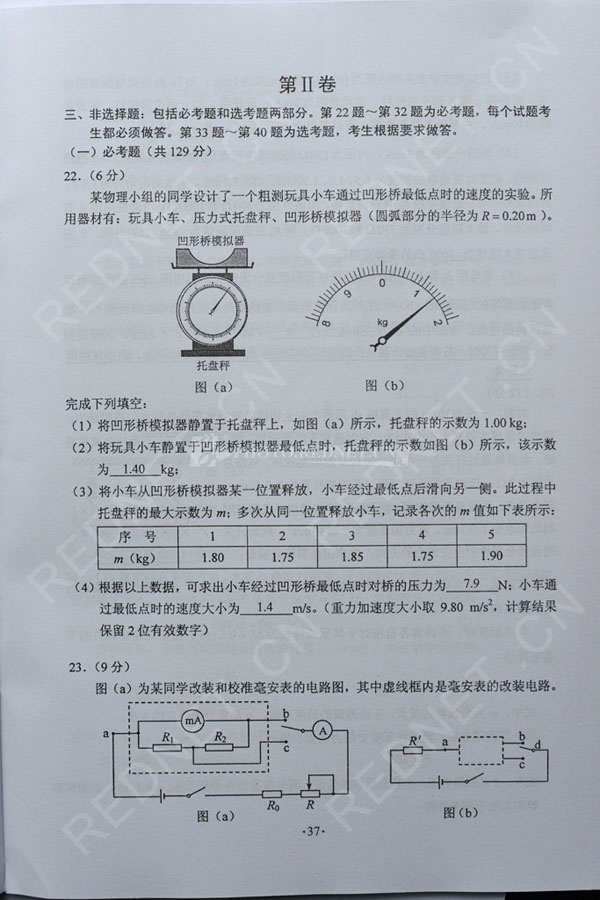 第Ⅱ卷
三、非选择题：包括必考题和选考题两部分。第 22 题～第 32 题为必考题，每个试题考
生都必须做答。第 33 题～第 40 题为选考题，考生根据要求做答。
（一）必考题（共 129 分）
22.（6 分）
某物理小组的同学设计了一个粗测玩具小车通过凹形桥最低点时的速度的实验。所
用器材有：玩具小车、压力式托盘秤、凹形桥模拟器（圆弧部分的半径为 R=0.20 m）。
凹形桥模拟器
托盘秤
图（a）
8 9 0 1 2
kg
图（b）
完成下列填空：
（1）将凹形桥模拟器静置于托盘秤上，如图（a）所示，托盘秤的示数为 1.00 kg；
（2）将玩具小车静置于凹形桥模拟器最低点时，托盘秤的示数如图（b）所示，该示数
为 1.40 kg；
（3）将小车从凹形桥模拟器某一位置释放，小车经过最低点后滑向另一侧。此过程中
托盘秤的最大示数为 m；多次从同一位置释放小车，记录各次的 m 值如下表所示：
序 号 1 2 3 4 5
m（kg） 1.80 1.75 1.85 1.75 1.90
（4）根据以上数据，可求出小车经过凹形桥最低点时对桥的压力为 7.9 N；小车通
过最低点时的速度大小为 1.4 m/s。（重力加速度大小取 9.80 m/s²，计算结果
保留 2 位有效数字）
23.（9 分）
图（a）为某同学改装和校准毫安表的电路图，其中虚线框内是毫安表的改装电路。
mA
R₁ R₂
a b c
A
R₀ R
图（a）
R′ a b c d
图（b）
·37·
REDNET.CN